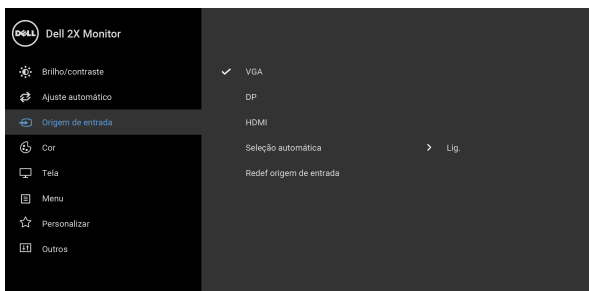 DELL Dell 2X Monitor
Brilho/contraste
Ajuste automático
Origem de entrada
Cor
Tela
Menu
Personalizar
Outros
VGA
DP
HDMI
Seleção automática Lig.
Redef origem de entrada